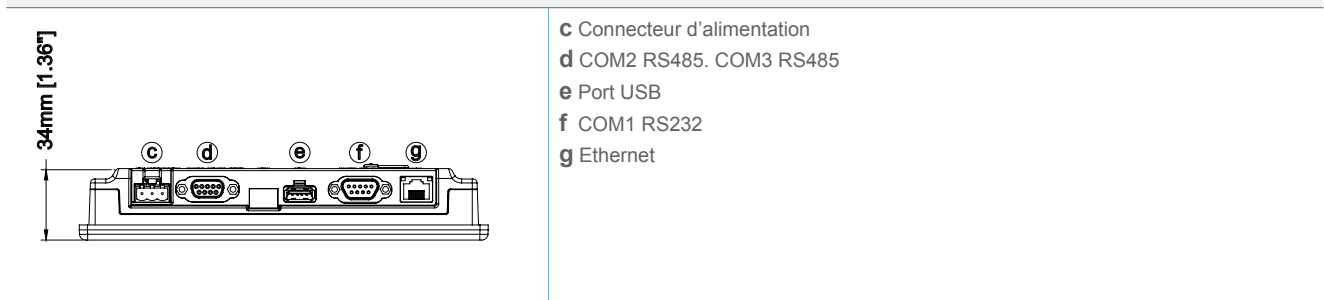 34mm [1.36"]
c d e f g
c Connecteur d'alimentation
d COM2 RS485. COM3 RS485
e Port USB
f COM1 RS232
g Ethernet